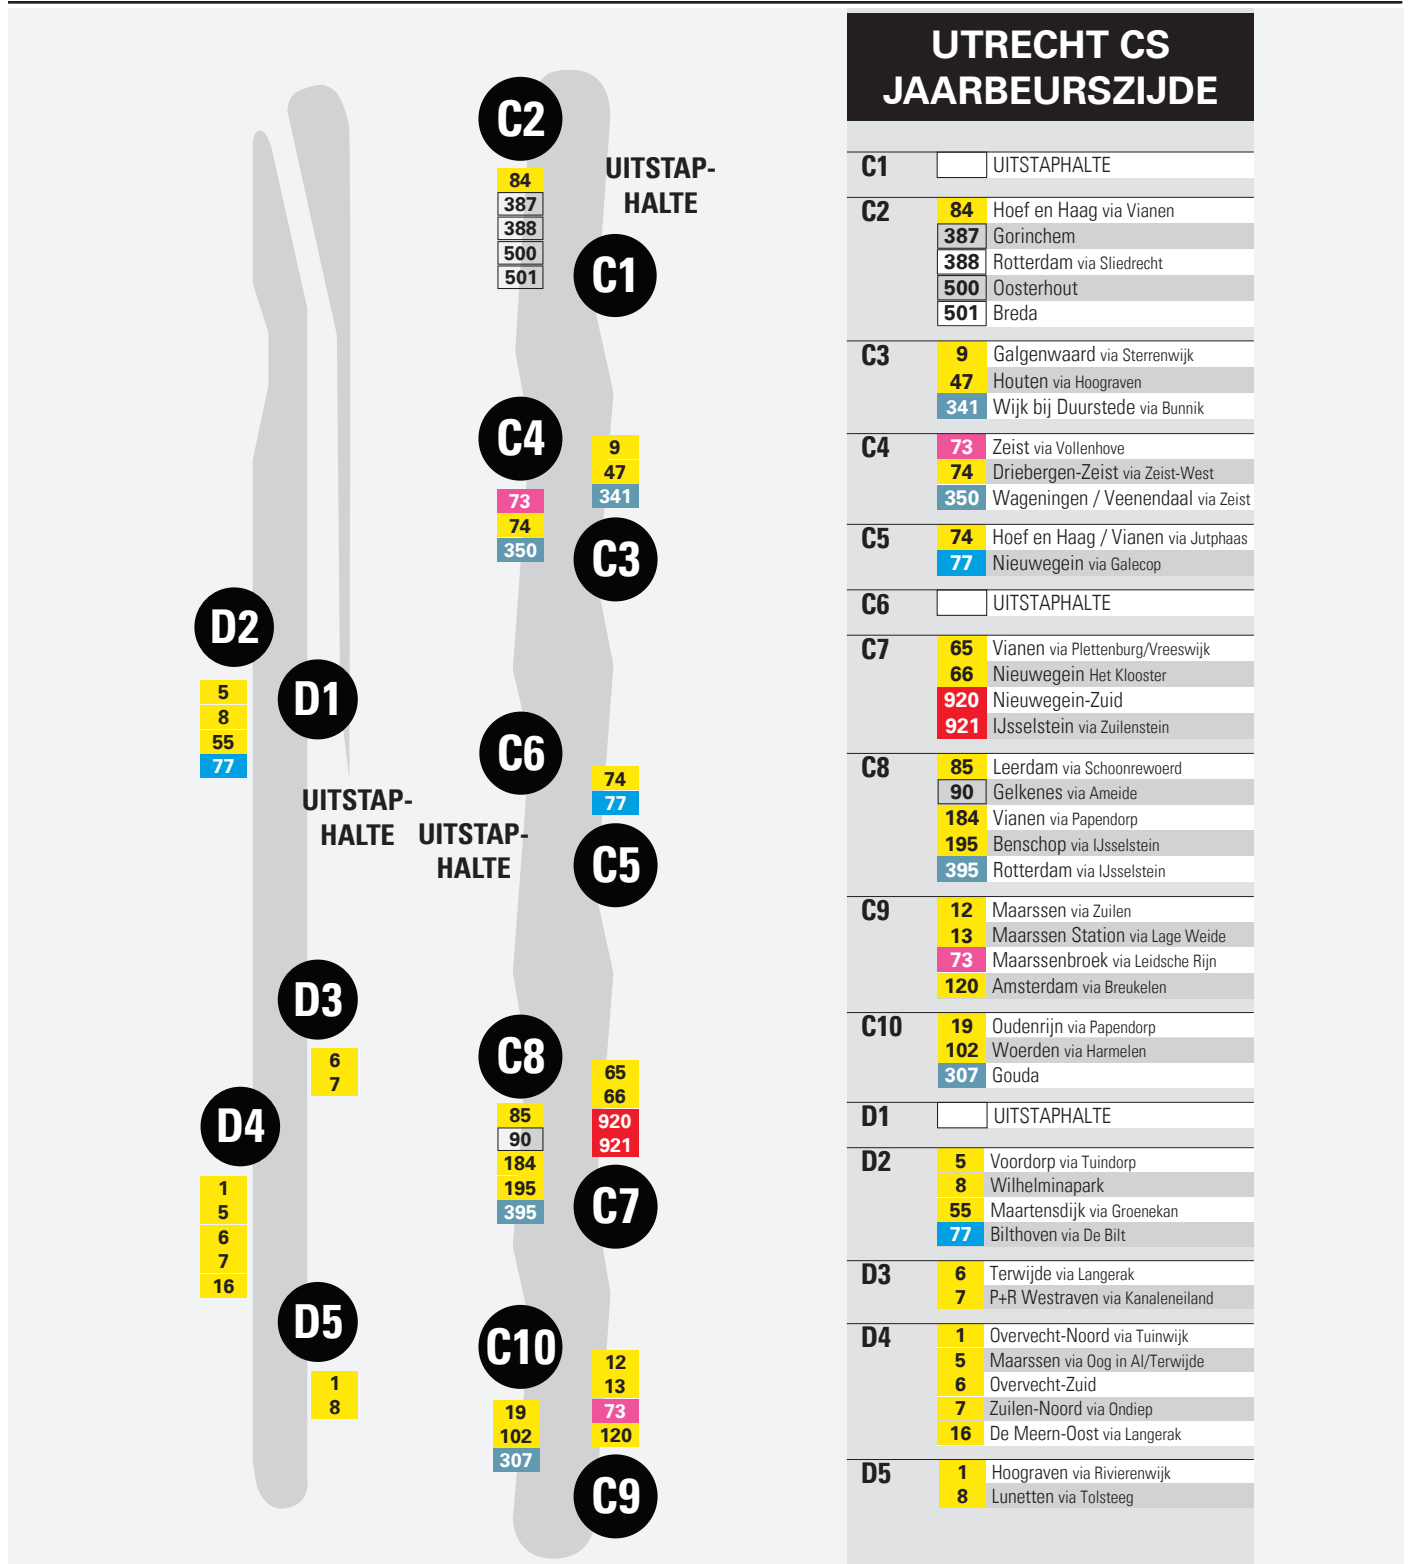 C2
84
387
388
500
501
UITSTAP-
HALTE
C1
C4
73
74
350
9
47
341
C3
D2
5
8
55
77
D1
UITSTAP-
HALTE
C6
UITSTAP-
HALTE
74
77
C5
D3
6
7
D4
1
5
6
7
16
D5
1
8
C8
85
90
184
195
395
65
66
920
921
C7
C10
19
102
307
12
13
73
120
C9
UTRECHT CS
JAARBEURSZIJDE
C1 UITSTAPHALTE
C2 84 Hoef en Haag via Vianen
387 Gorinchem
388 Rotterdam via Sliedrecht
500 Oosterhout
501 Breda
C3 9 Galgenwaard via Sterrenwijk
47 Houten via Hoograven
341 Wijk bij Duurstede via Bunnik
C4 73 Zeist via Vollenhove
74 Driebergen-Zeist via Zeist-West
350 Wageningen / Veenendaal via Zeist
C5 74 Hoef en Haag / Vianen via Jutphaas
77 Nieuwegein via Galecop
C6 UITSTAPHALTE
C7 65 Vianen via Plettenburg/Vreeswijk
66 Nieuwegein Het Klooster
920 Nieuwegein-Zuid
921 IJsselstein via Zuilenstein
C8 85 Leerdam via Schoonrewoerd
90 Gelkenes via Ameide
184 Vianen via Papendorp
195 Benschop via IJsselstein
395 Rotterdam via IJsselstein
C9 12 Maarssen via Zuilen
13 Maarssen Station via Lage Weide
73 Maarssenbroek via Leidsche Rijn
120 Amsterdam via Breukelen
C10 19 Oudenrijn via Papendorp
102 Woerden via Harmelen
307 Gouda
D1 UITSTAPHALTE
D2 5 Voordorp via Tuindorp
8 Wilhelminapark
55 Maartensdijk via Groenekan
77 Bilthoven via De Bilt
D3 6 Terwijde via Langerak
7 P+R Westraven via Kanaleneiland
D4 1 Overvecht-Noord via Tuinwijk
5 Maarssen via Oog in Al/Terwijde
6 Overvecht-Zuid
7 Zuilen-Noord via Ondiep
16 De Meern-Oost via Langerak
D5 1 Hoograven via Rivierenwijk
8 Lunetten via Tolsteeg